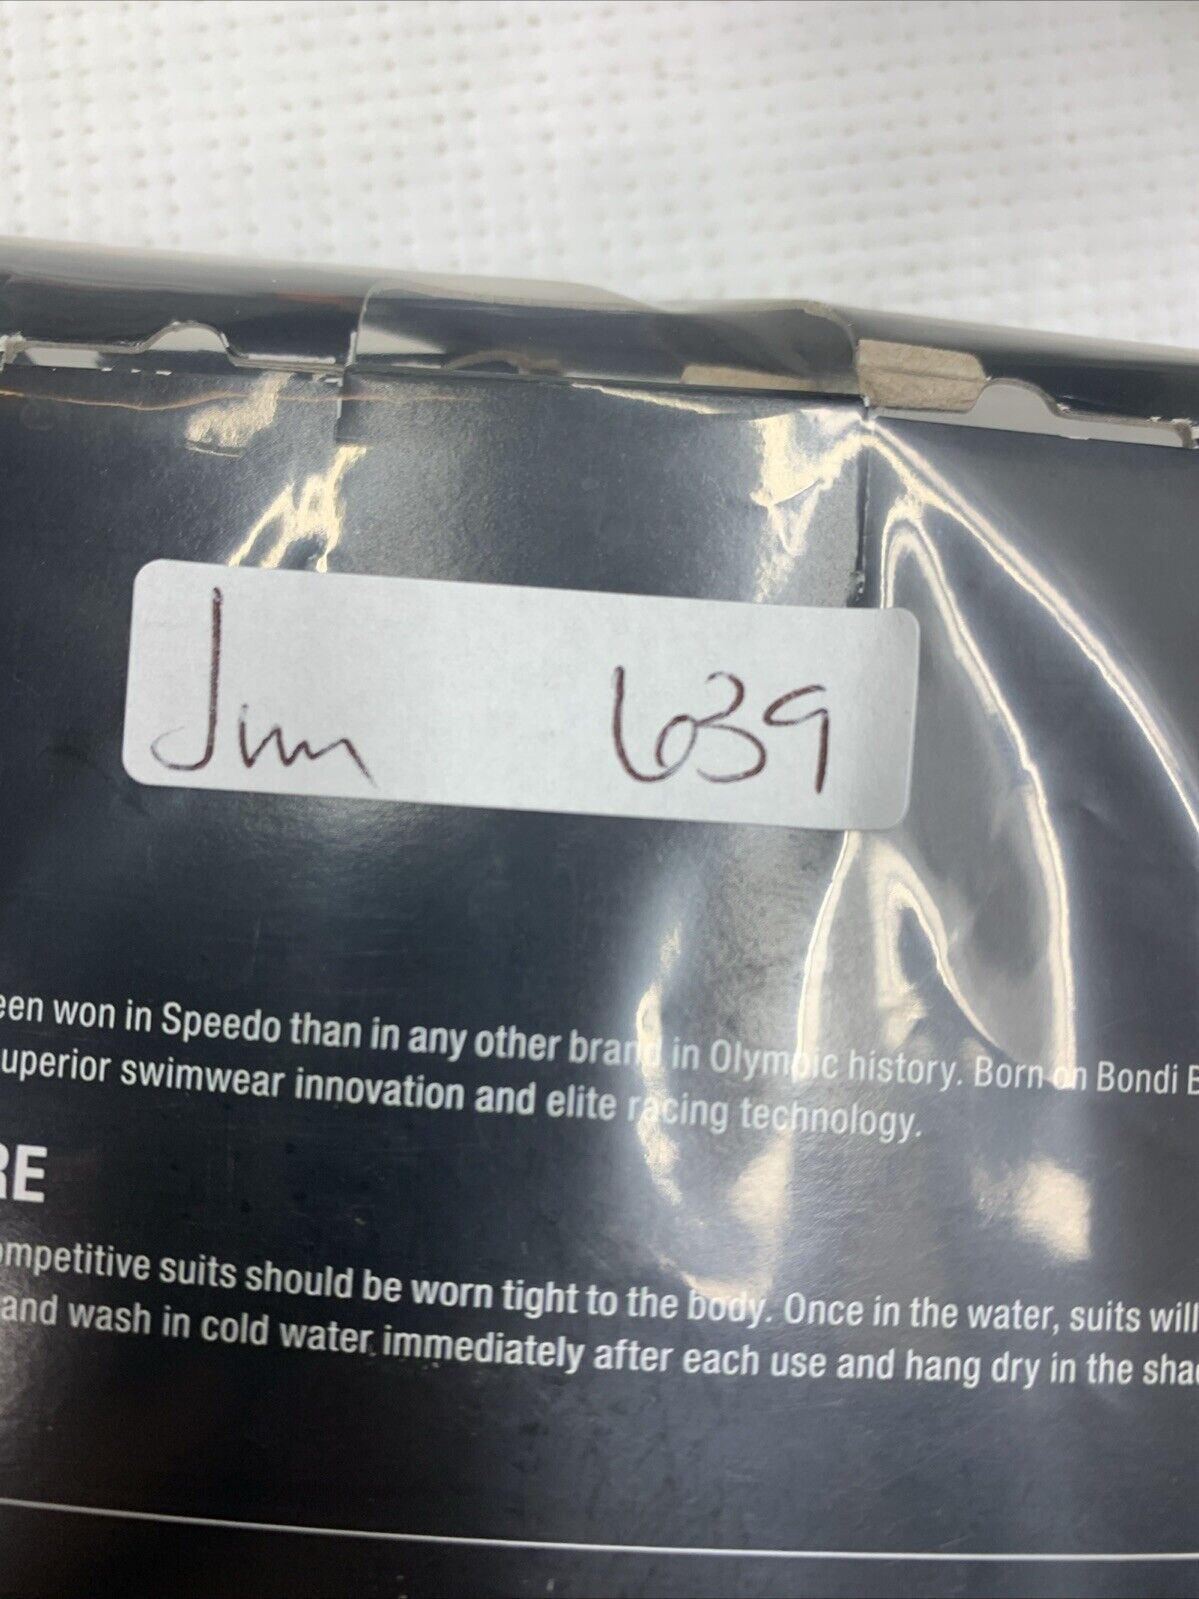 Jim 639
een won in Speedo than in any other brand in Olympic history. Born on Bondi B
uperior swimwear innovation and elite racing technology.
RE
ompetitive suits should be worn tight to the body. Once in the water, suits will
and wash in cold water immediately after each use and hang dry in the sha